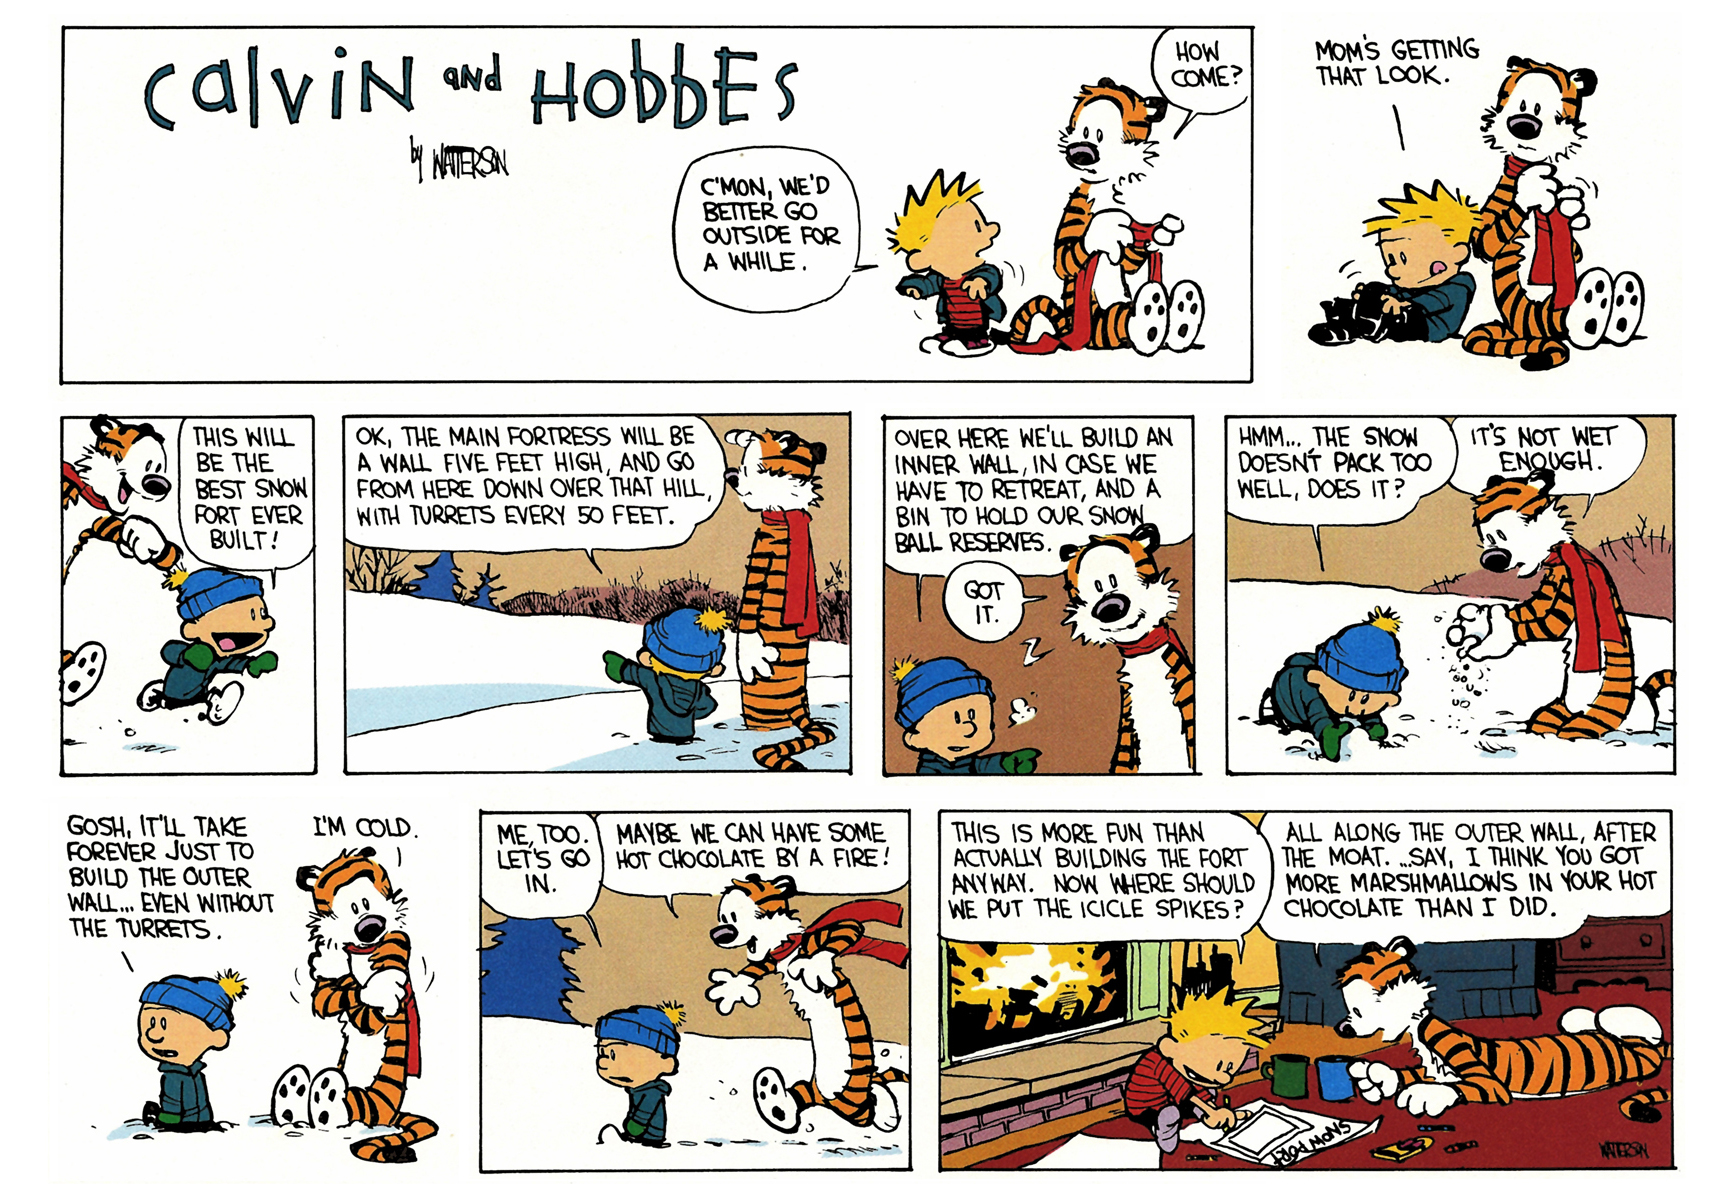 Calvin and Hobbes
by Watterson
C'MON, WE'D
BETTER GO
OUTSIDE FOR
A WHILE.
HOW
COME?
MOM'S GETTING
THAT LOOK.
THIS WILL
BE THE
BEST SNOW
FORT EVER
BUILT!
OK, THE MAIN FORTRESS WILL BE
A WALL FIVE FEET HIGH, AND GO
FROM HERE DOWN OVER THAT HILL,
WITH TURRETS EVERY 50 FEET.
OVER HERE WE'LL BUILD AN
INNER WALL, IN CASE WE
HAVE TO RETREAT, AND A
BIN TO HOLD OUR SNOW
BALL RESERVES.
GOT
IT.
HMM... THE SNOW
DOESN'T PACK TOO
WELL, DOES IT?
IT'S NOT WET
ENOUGH.
GOSH, IT'LL TAKE
FOREVER JUST TO
BUILD THE OUTER
WALL... EVEN WITHOUT
THE TURRETS.
I'M COLD.
ME, TOO.
LET'S GO
IN.
MAYBE WE CAN HAVE SOME
HOT CHOCOLATE BY A FIRE!
THIS IS MORE FUN THAN
ACTUALLY BUILDING THE FORT
ANYWAY. NOW WHERE SHOULD
WE PUT THE ICICLE SPIKES?
ALL ALONG THE OUTER WALL, AFTER
THE MOAT. ...SAY, I THINK YOU GOT
MORE MARSHMALLOWS IN YOUR HOT
CHOCOLATE THAN I DID.
SNOW FORT
WATTERSON